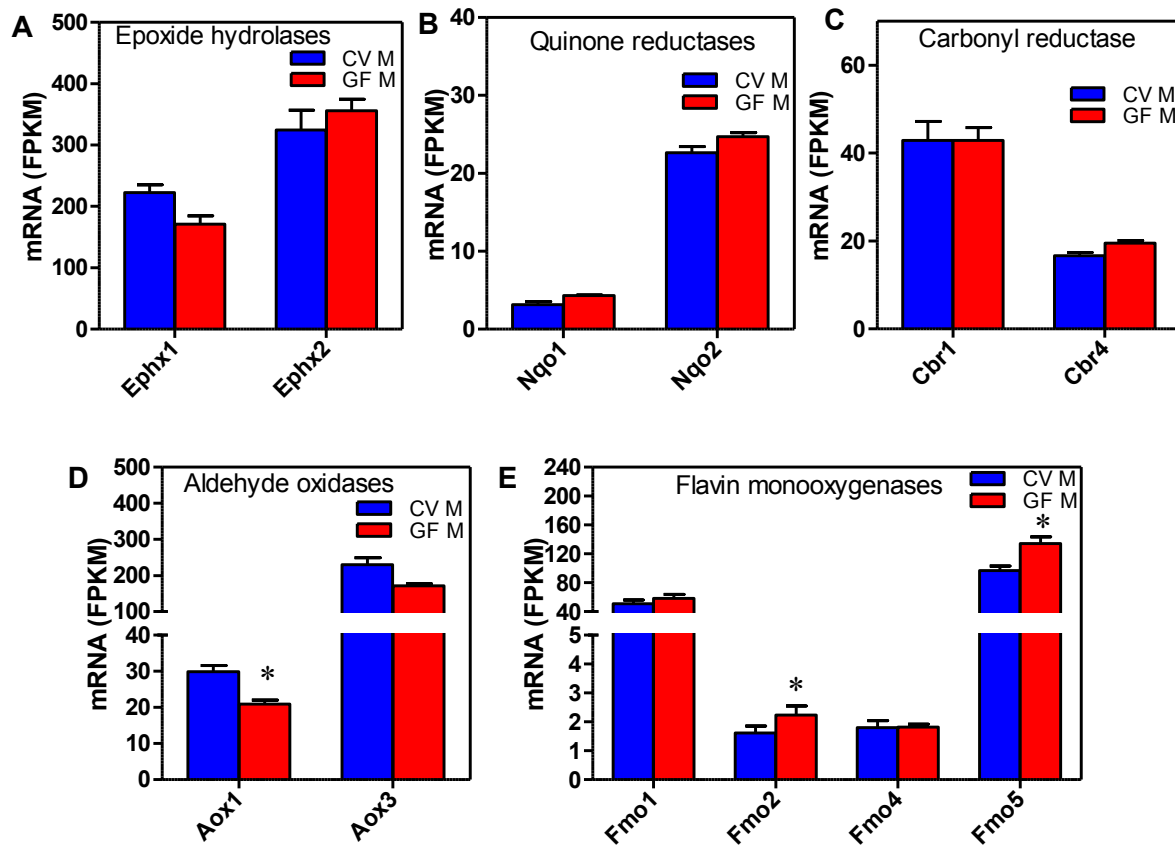 A
Epoxide hydrolases
CV M
GF M
mRNA (FPKM)
500
400
300
200
100
0
Ephx1
Ephx2
B
Quinone reductases
CV M
GF M
mRNA (FPKM)
40
30
20
10
0
Nqo1
Nqo2
C
Carbonyl reductase
CV M
GF M
mRNA (FPKM)
60
40
20
0
Cbr1
Cbr4
D
Aldehyde oxidases
CV M
GF M
mRNA (FPKM)
500
400
300
200
100
40
30
20
10
0
*
Aox1
Aox3
E
Flavin monooxygenases
CV M
GF M
mRNA (FPKM)
240
200
160
120
80
40
5
4
3
2
1
0
*
*
Fmo1
Fmo2
Fmo4
Fmo5